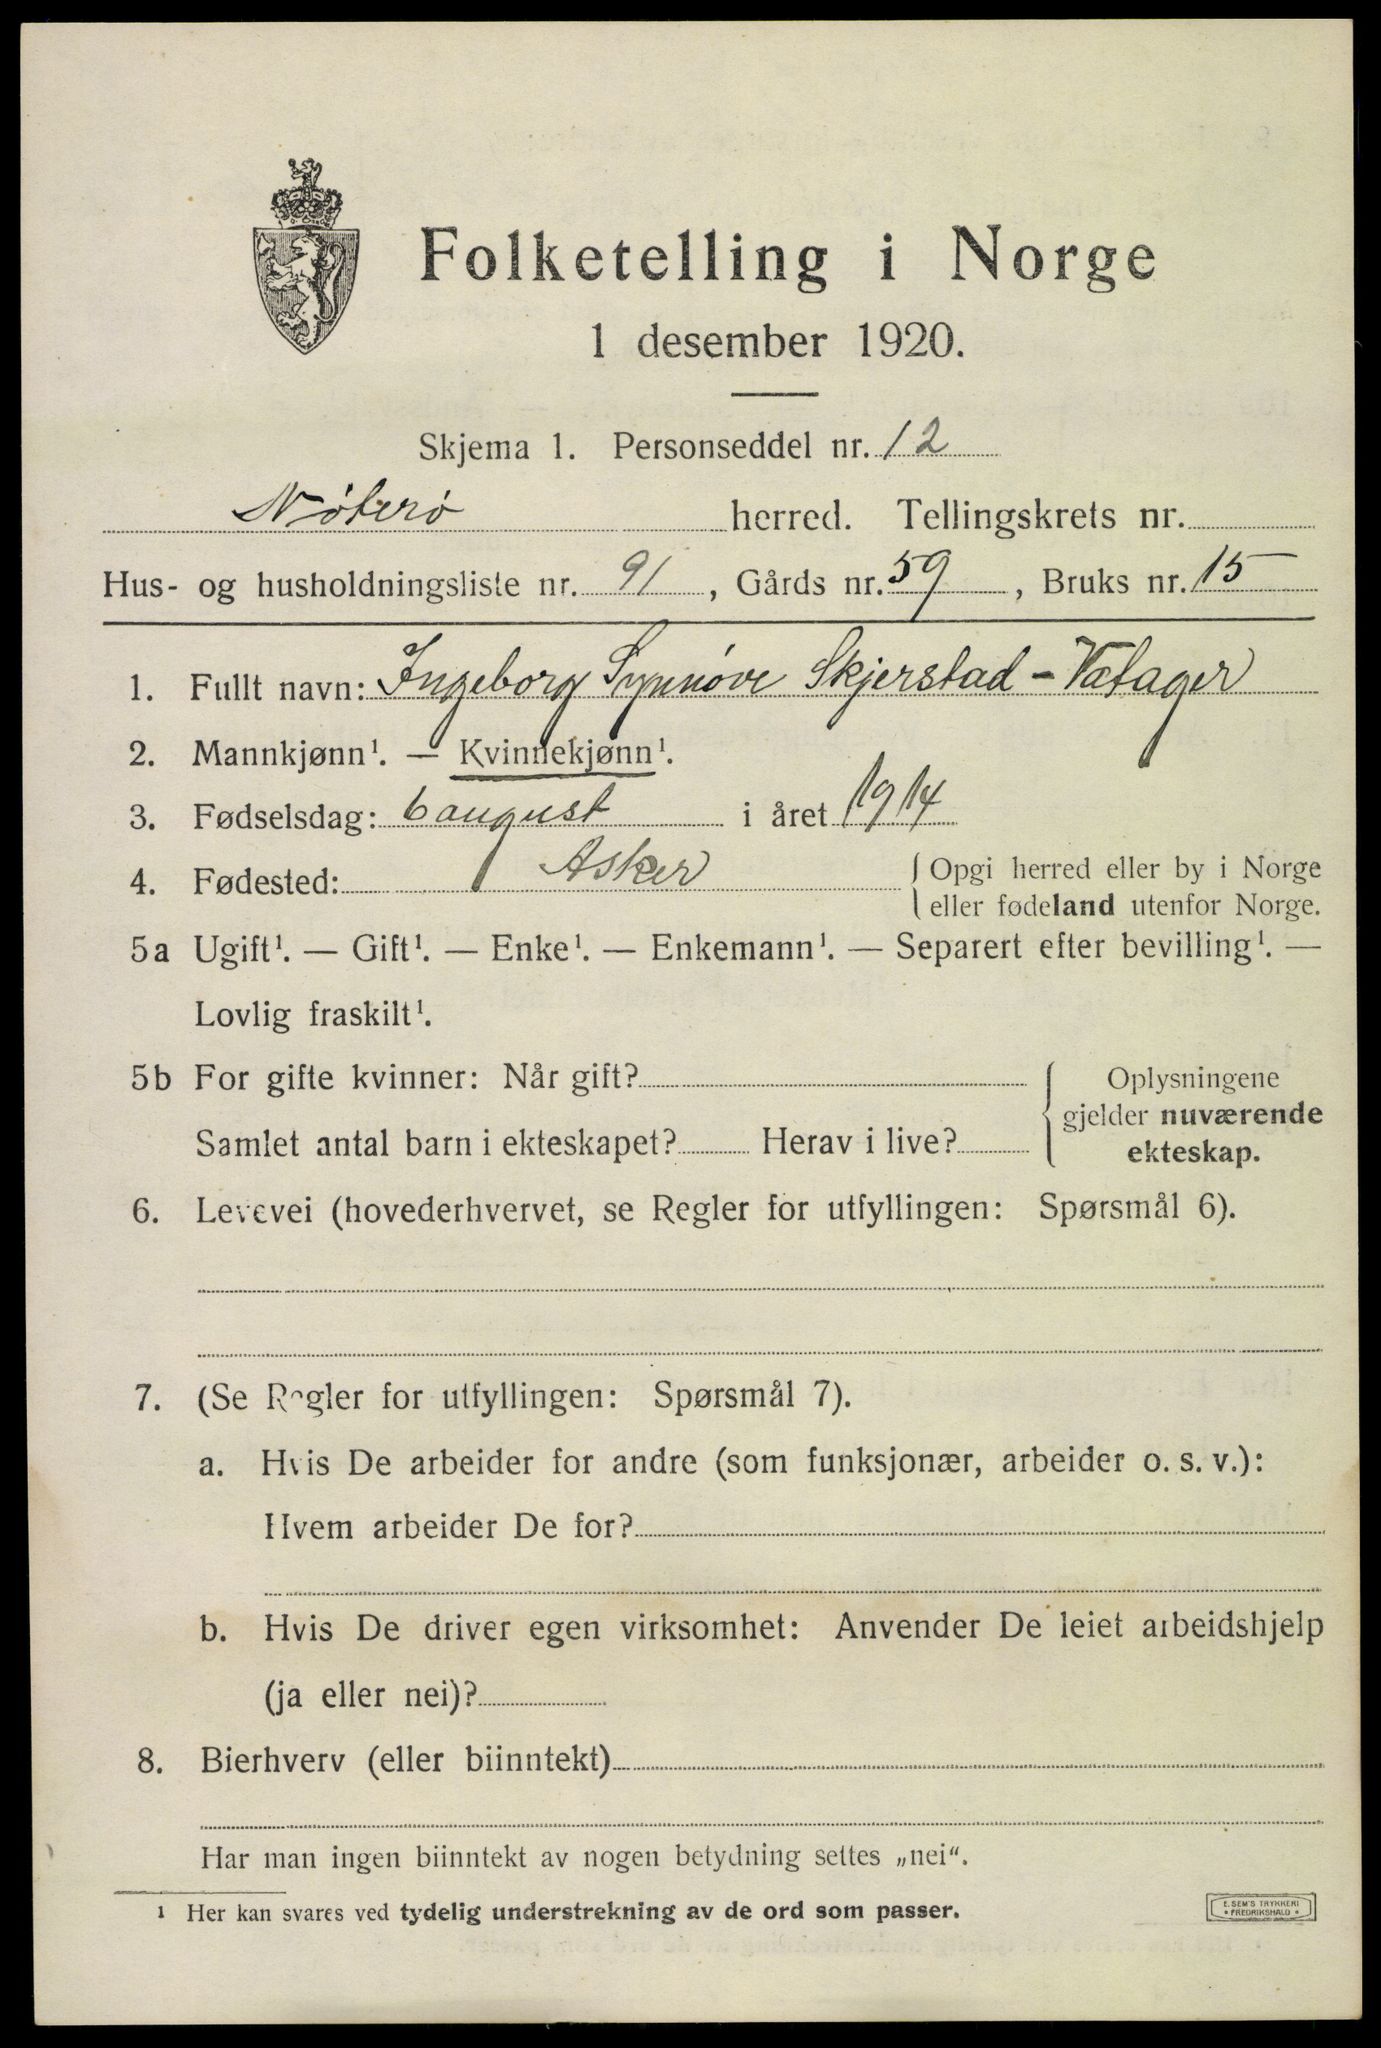 Folketelling i Norge
1 desember 1920.
Skjema 1. Personseddel nr. 12
Nøterø herred. Tellingskrets nr.
Hus- og husholdningsliste nr. 91, Gårds nr. 59, Bruks nr. 15
1. Fullt navn: Ingeborg Synnøve Skjerstad - Vætager
2. Mannkjønn¹. — Kvinnekjønn¹.
3. Fødselsdag: 6 august i året 1914
4. Fødested: Asker { Opgi herred eller by i Norge
eller fødeland utenfor Norge.
5a Ugift¹. — Gift¹. — Enke¹. — Enkemann¹. — Separert efter bevilling¹. —
Lovlig fraskilt¹.
5b For gifte kvinner: Når gift? { Oplysningene
gjelder nuværende
Samlet antal barn i ekteskapet? Herav i live?
ekteskap.
6. Levevei (hovederhvervet, se Regler for utfyllingen: Spørsmål 6).
7. (Se Regler for utfyllingen: Spørsmål 7).
a. Hvis De arbeider for andre (som funksjonær, arbeider o. s. v.):
Hvem arbeider De for?
b. Hvis De driver egen virksomhet: Anvender De leiet arbeidshjelp
(ja eller nei)?
8. Bierhverv (eller biinntekt)
Har man ingen biinntekt av nogen betydning settes „nei“.
¹ Her kan svares ved tydelig understrekning av de ord som passer.
E. SEM'S TRYKKERI
• FREDRIKSHALD •